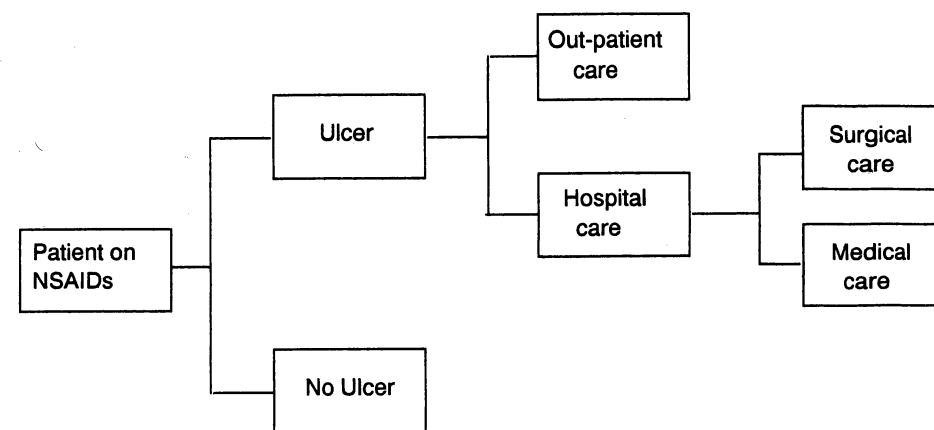 Out-patient
care
Ulcer
Surgical
care
Hospital
care
Patient on
NSAIDs
Medical
care
No Ulcer